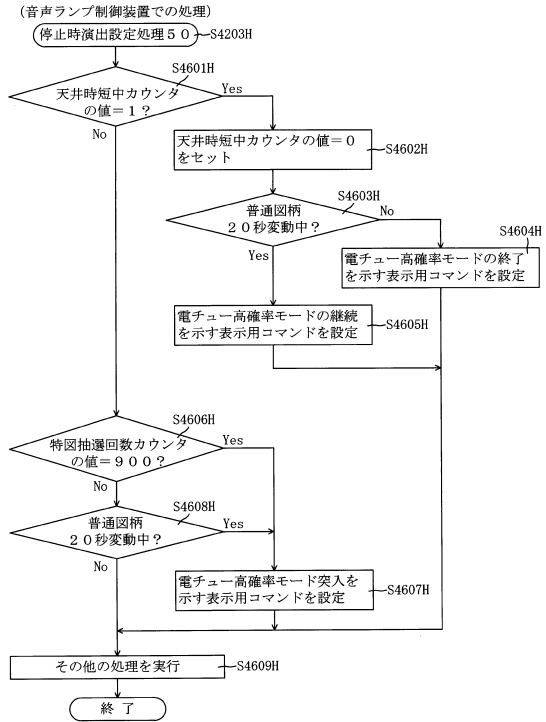 (音声ランプ制御装置での処理)
停止時演出設定処理50
S4203H
S4601H
天井時短中カウンタ
の値=1?
Yes
No
天井時短中カウンタの値=0
をセット
S4602H
S4603H
普通図柄
20秒変動中?
No
Yes
S4604H
電チュー高確率モードの終了
を示す表示用コマンドを設定
電チュー高確率モードの継続
を示す表示用コマンドを設定
S4605H
S4606H
特図抽選回数カウンタ
の値=900?
Yes
No
S4608H
普通図柄
20秒変動中?
Yes
No
電チュー高確率モード突入を
示す表示用コマンドを設定
S4607H
その他の処理を実行
S4609H
終了